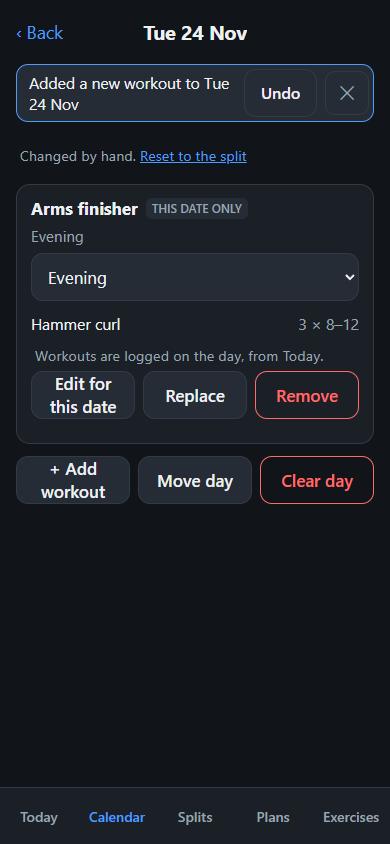 ‹ Back
Tue 24 Nov
Added a new workout to Tue
24 Nov
Undo
Changed by hand. Reset to the split
Arms finisher THIS DATE ONLY
Evening
Evening
Hammer curl 3 × 8–12
Workouts are logged on the day, from Today.
Edit for
this date
Replace
Remove
+ Add
workout
Move day
Clear day
Today Calendar Splits Plans Exercises